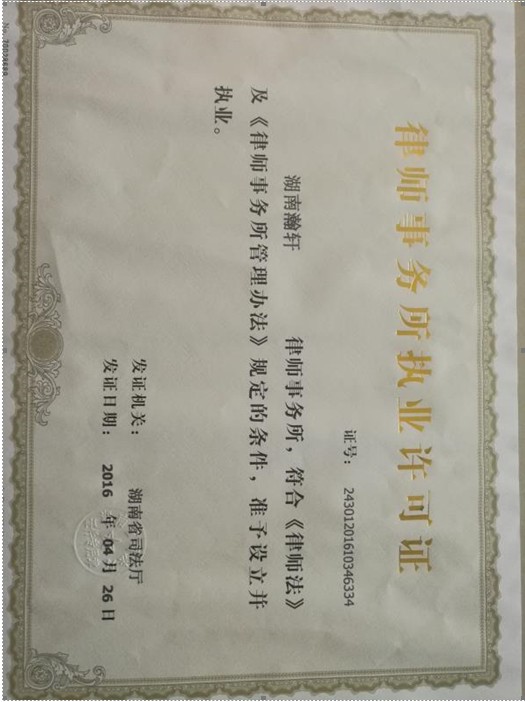 律师事务所执业许可证
证号: 24301201610346334
湖南瀚轩 律师事务所，符合《律师法》
及《律师事务所管理办法》规定的条件，准予设立并
执业。
发证机关: 湖南省司法厅
发证日期: 2016 年 04 月 26 日
No. 70028688